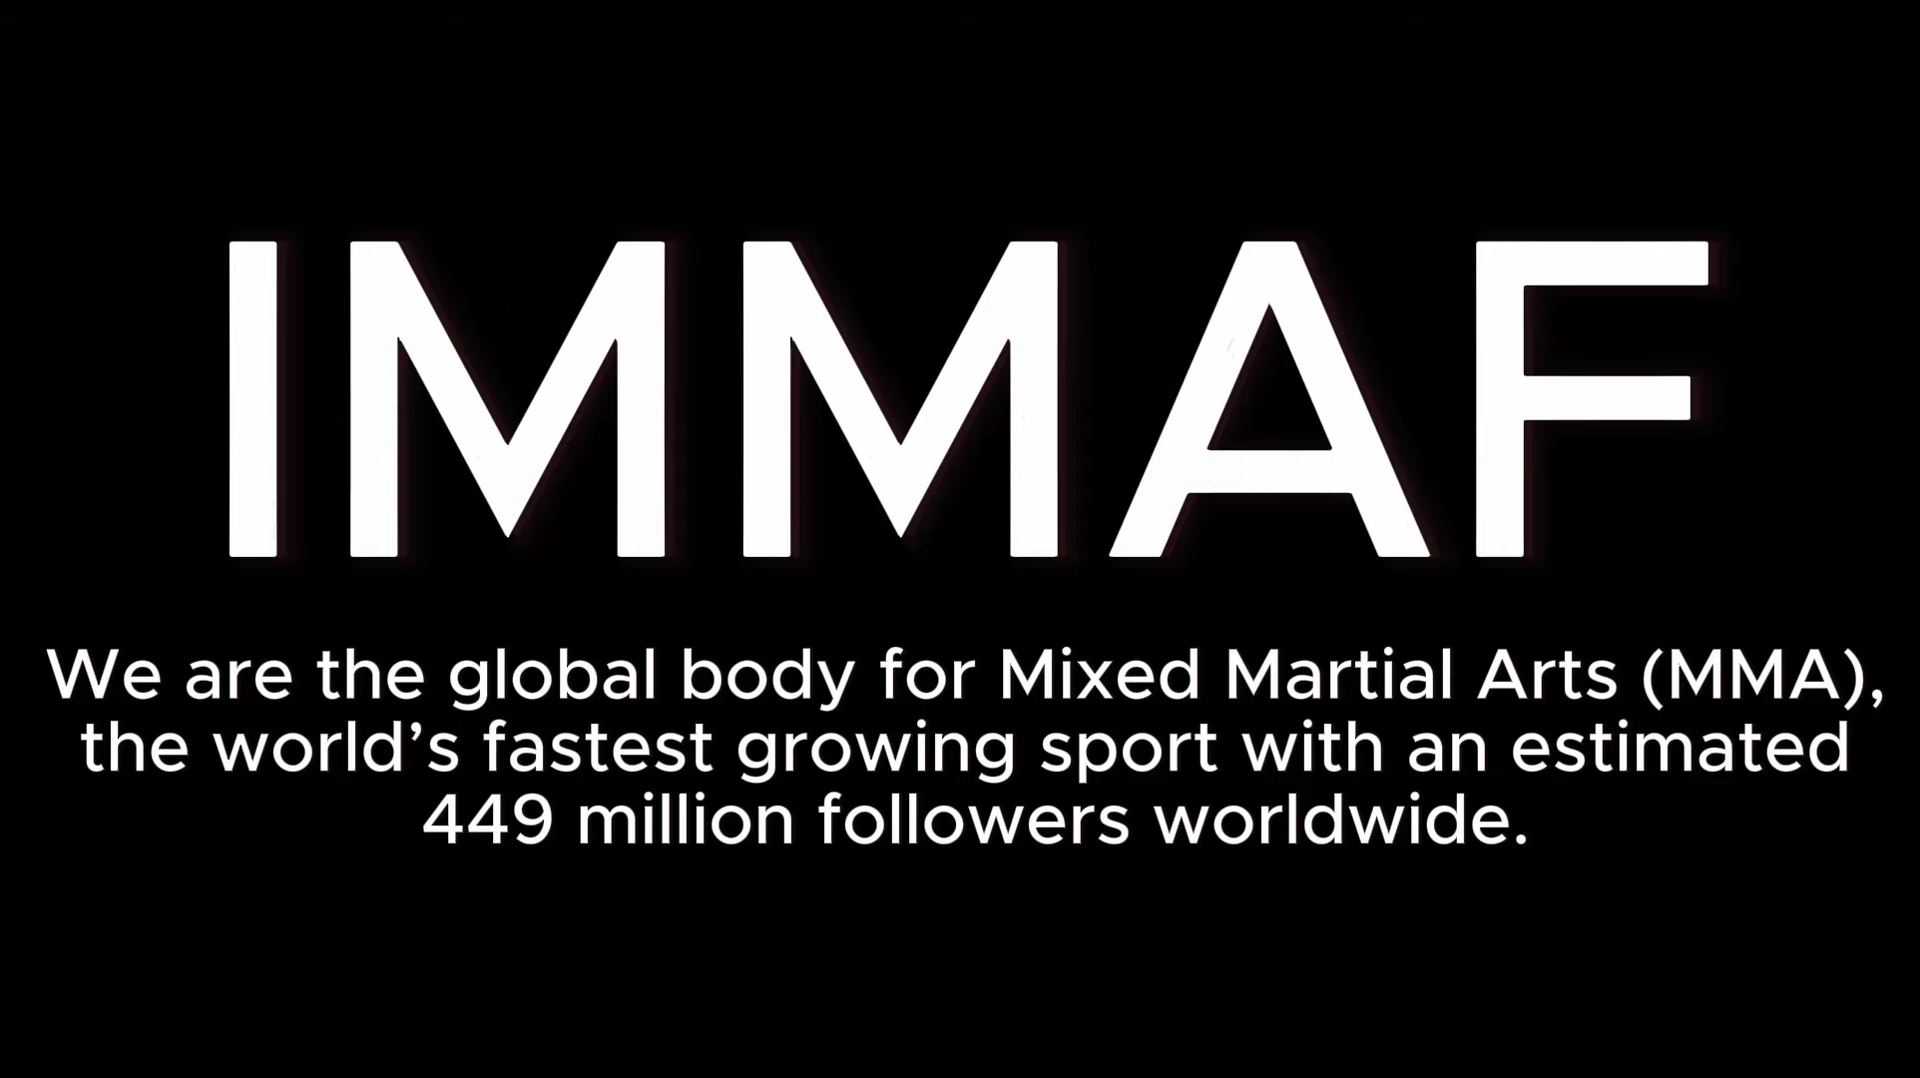 IMMAF
We are the global body for Mixed Martial Arts (MMA),
the world’s fastest growing sport with an estimated
449 million followers worldwide.